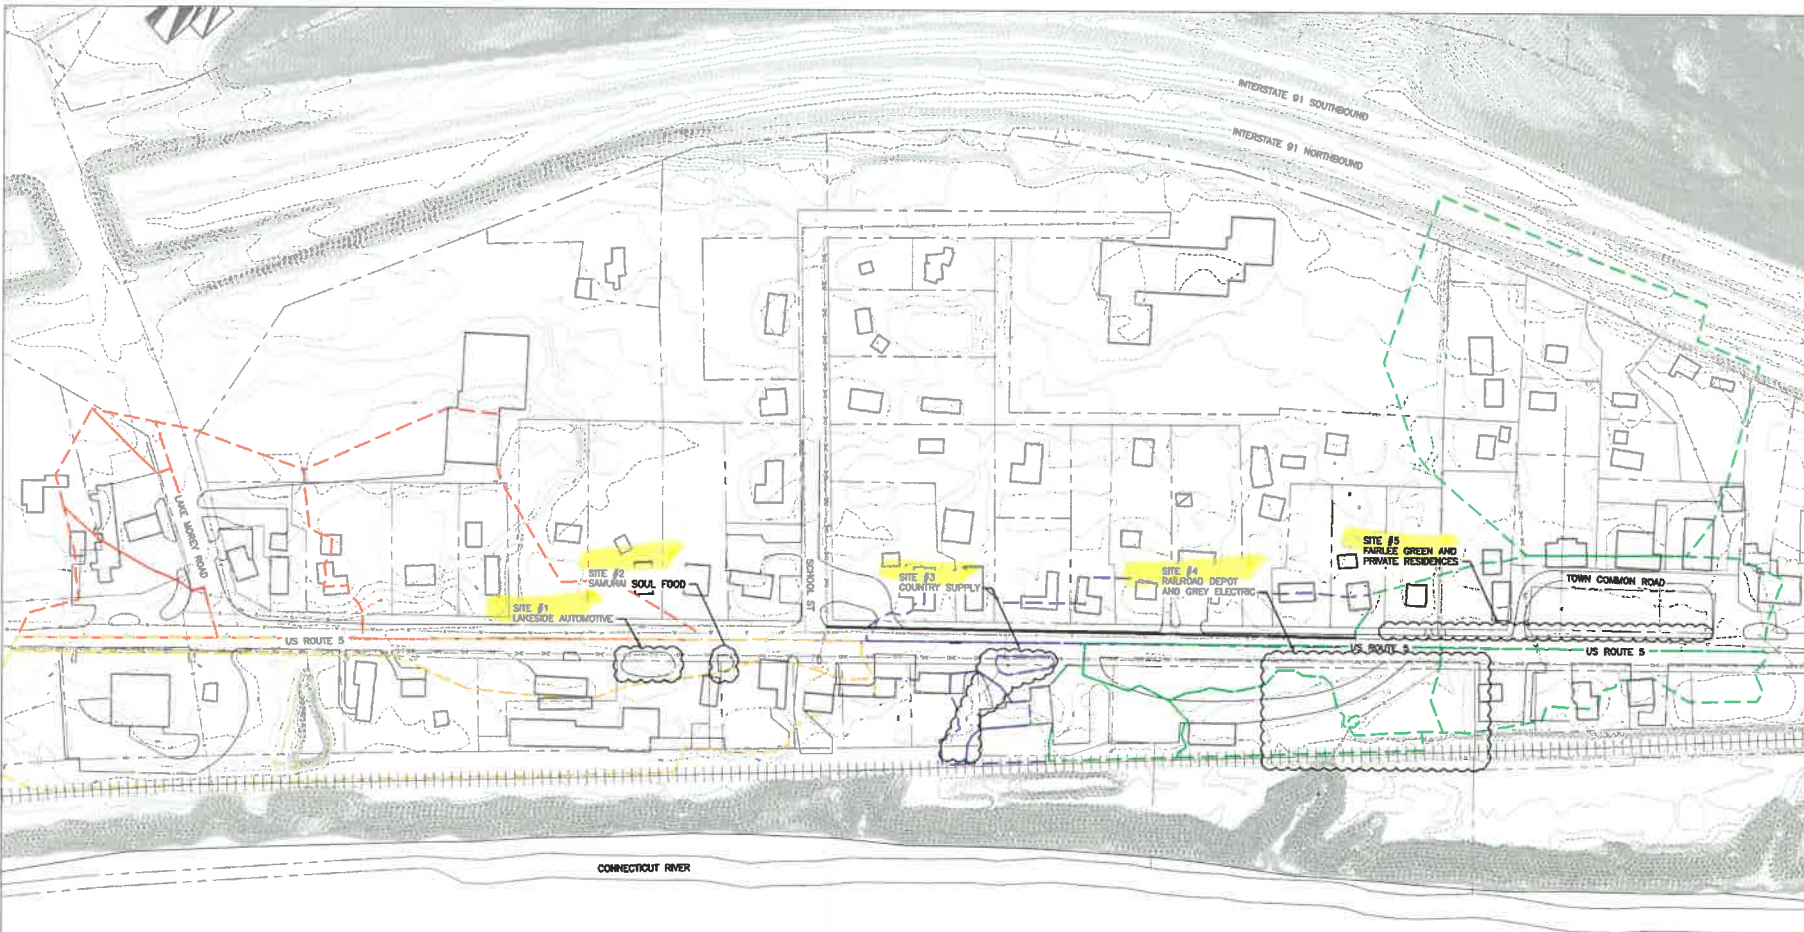 INTERSTATE 91 SOUTHBOUND
INTERSTATE 91 NORTHBOUND
LAKE MOREY ROAD
SCHOOL ST
SITE #2
SAMURAI SOUL FOOD
SITE #1
LAKESIDE AUTOMOTIVE
SITE #3
COUNTRY SUPPLY
SITE #4
RAILROAD DEPOT
AND GREY ELECTRIC
SITE #5
FAIRLEE GREEN AND
PRIVATE RESIDENCES
TOWN COMMON ROAD
US ROUTE 5
US ROUTE 5
US ROUTE 5
CONNECTICUT RIVER